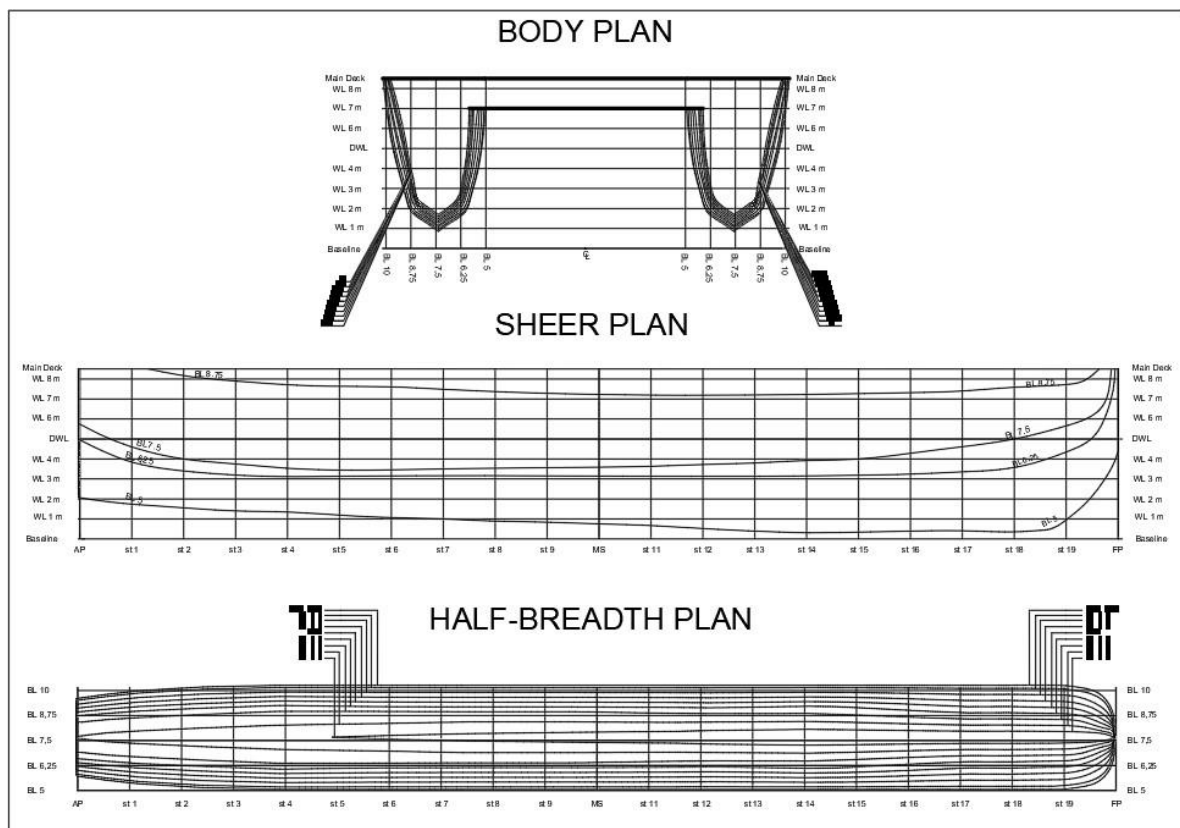 BODY PLAN
Main Deck Main Deck
WL 8 m WL 8 m
WL 7 m WL 7 m
WL 6 m WL 6 m
DWL DWL
WL 4 m WL 4 m
WL 3 m WL 3 m
WL 2 m WL 2 m
WL 1 m WL 1 m
Baseline Baseline
BL 10 BL 8,75 BL 7,5 BL 6,25 BL 5 BL 5 BL 6,25 BL 7,5 BL 8,75 BL 10
SHEER PLAN
Main Deck Main Deck
WL 8 m BL8.75 BL8,75 WL 8 m
WL 7 m WL 7 m
WL 6 m WL 6 m
DWL BL7.5 BL7,5 DWL
WL 4 m BL625 WL 4 m
WL 3 m WL 3 m
WL 2 m BL5 WL 2 m
WL 1 m BL5 WL 1 m
Baseline Baseline
AP st 1 st 2 st 3 st 4 st 5 st 6 st 7 st 8 st 9 MS st 11 st 12 st 13 st 14 st 15 st 16 st 17 st 18 st 19 FP
HALF-BREADTH PLAN
BL 10 BL 10
BL 8,75 BL 8,75
BL 7,5 BL 7,5
BL 6,25 BL 6,25
BL 5 BL 5
AP st 1 st 2 st 3 st 4 st 5 st 6 st 7 st 8 st 9 MS st 11 st 12 st 13 st 14 st 15 st 16 st 17 st 18 st 19 FP